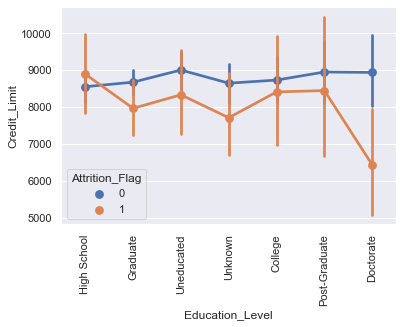 10000
9000
8000
7000
6000
5000
Credit_Limit
Attrition_Flag
0
1
High School
Graduate
Uneducated
Unknown
College
Post-Graduate
Doctorate
Education_Level